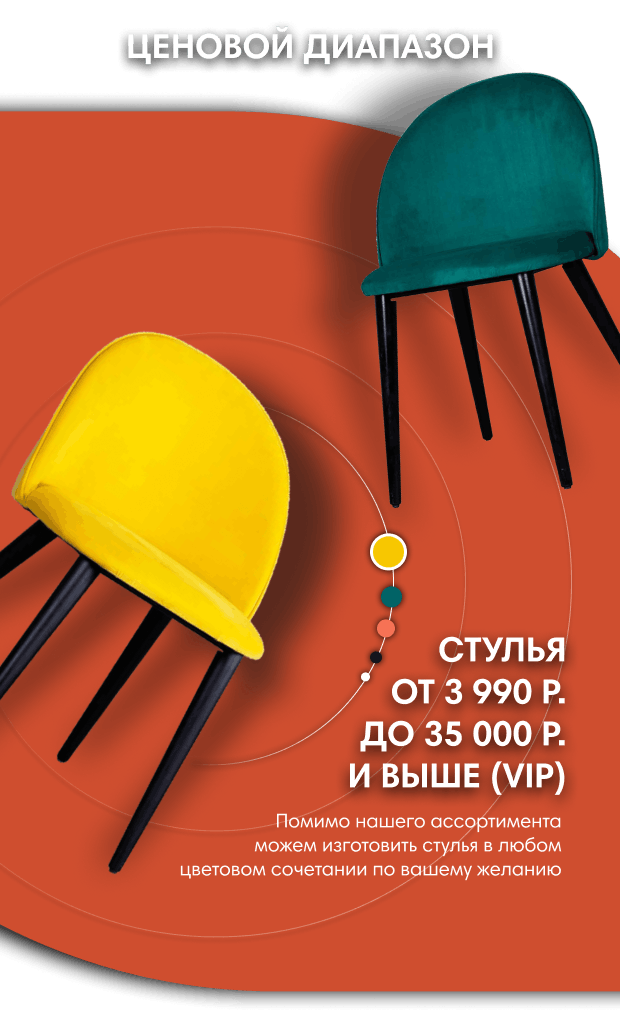 ЦЕНОВОЙ ДИАПАЗОН
СТУЛЬЯ
ОТ 3 990 Р.
ДО 35 000 Р.
И ВЫШЕ (VIP)
Помимо нашего ассортимента
можем изготовить стулья в любом
цветовом сочетании по вашему желанию